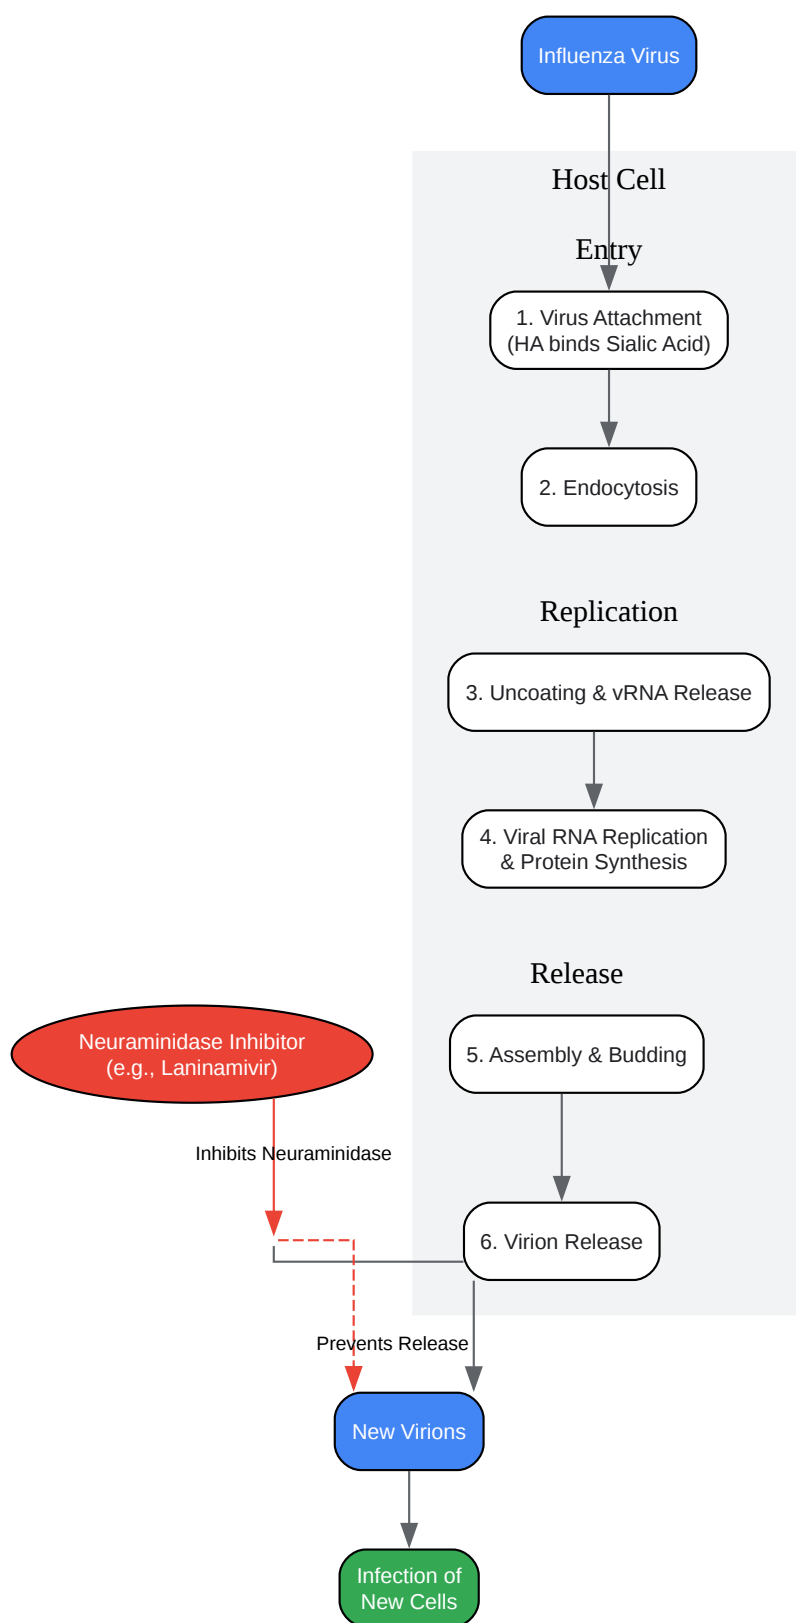 Influenza Virus
Host Cell
Entry
1. Virus Attachment
(HA binds Sialic Acid)
2. Endocytosis
Replication
3. Uncoating & vRNA Release
4. Viral RNA Replication
& Protein Synthesis
Release
Neuraminidase Inhibitor
(e.g., Laninamivir)
5. Assembly & Budding
Inhibits Neuraminidase
6. Virion Release
Prevents Release
New Virions
Infection of
New Cells